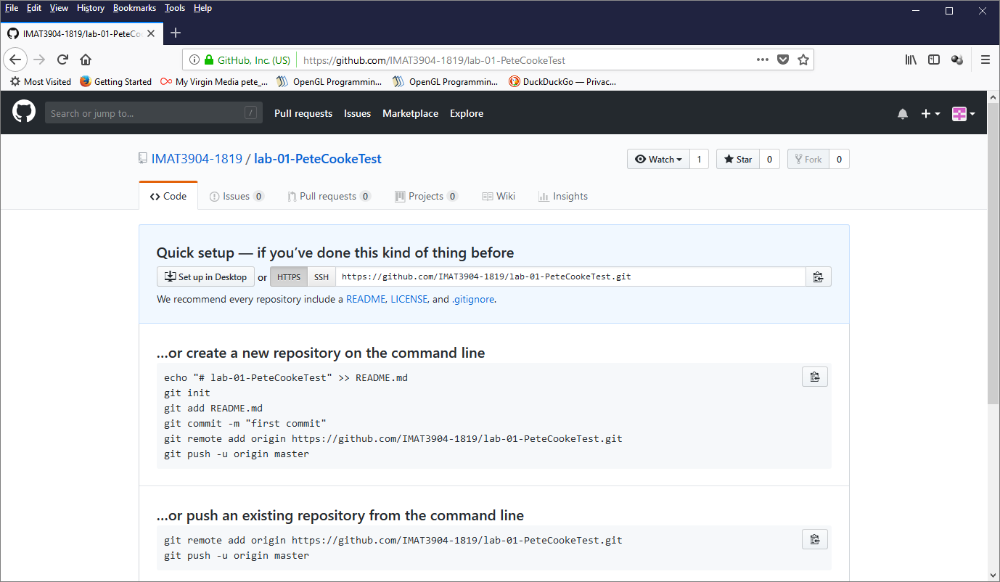 File Edit View History Bookmarks Tools Help
IMAT3904-1819/lab-01-PeteCo
GitHub, Inc. (US) https://github.com/IMAT3904-1819/lab-01-PeteCookeTest
Most Visited Getting Started My Virgin Media pete_... OpenGL Programmin... OpenGL Programmin... DuckDuckGo — Privac...
Search or jump to... / Pull requests Issues Marketplace Explore
IMAT3904-1819 / lab-01-PeteCookeTest Watch 1 Star 0 Fork 0
Code Issues 0 Pull requests 0 Projects 0 Wiki Insights
Quick setup — if you’ve done this kind of thing before
Set up in Desktop or HTTPS SSH https://github.com/IMAT3904-1819/lab-01-PeteCookeTest.git
We recommend every repository include a README, LICENSE, and .gitignore.
…or create a new repository on the command line
echo "# lab-01-PeteCookeTest" >> README.md
git init
git add README.md
git commit -m "first commit"
git remote add origin https://github.com/IMAT3904-1819/lab-01-PeteCookeTest.git
git push -u origin master
…or push an existing repository from the command line
git remote add origin https://github.com/IMAT3904-1819/lab-01-PeteCookeTest.git
git push -u origin master